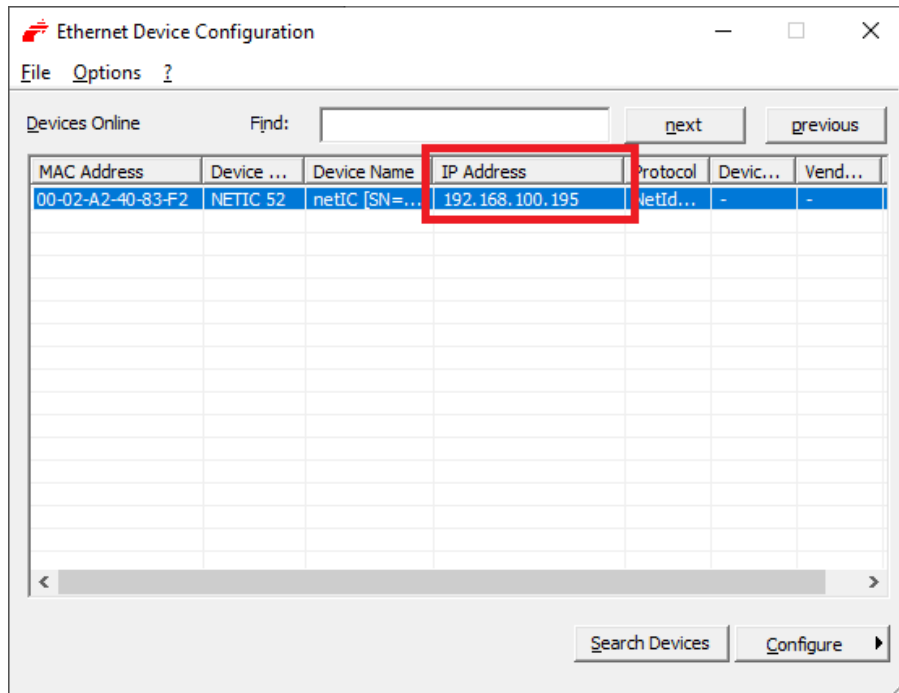 Ethernet Device Configuration
File Options ?
Devices Online Find: next previous
MAC Address Device ... Device Name IP Address Protocol Devic... Vend...
00-02-A2-40-83-F2 NETIC 52 netIC [SN=... 192.168.100.195 NetId... - -
Search Devices Configure